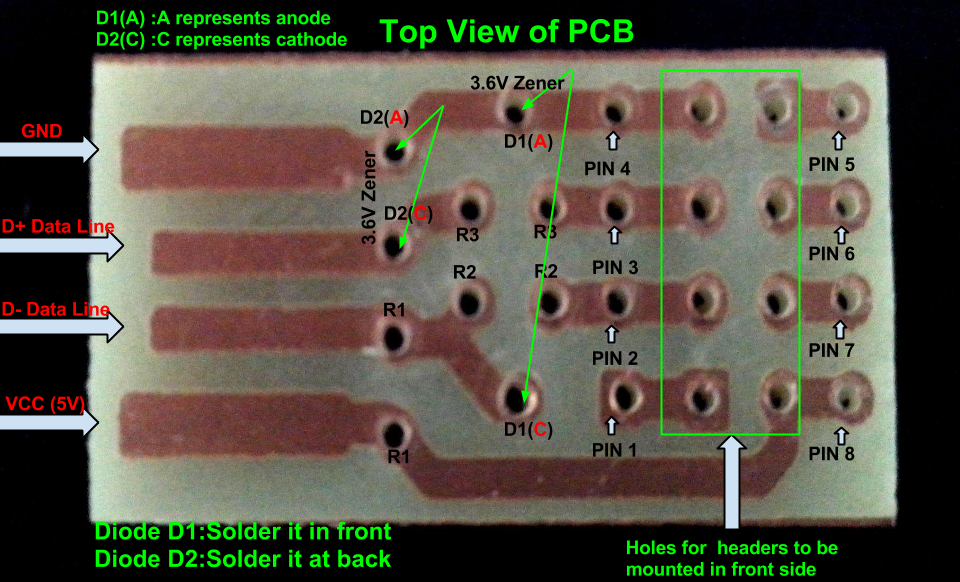 D1(A) :A represents anode
D2(C) :C represents cathode
Top View of PCB
3.6V Zener
D2(A)
GND
D1(A)
PIN 4
PIN 5
3.6V Zener
D+ Data Line
D2(C)
R3
R3
PIN 3
PIN 6
R2
R2
D- Data Line
R1
PIN 2
PIN 7
VCC (5V)
D1(C)
R1
PIN 1
PIN 8
Diode D1:Solder it in front
Diode D2:Solder it at back
Holes for headers to be
mounted in front side